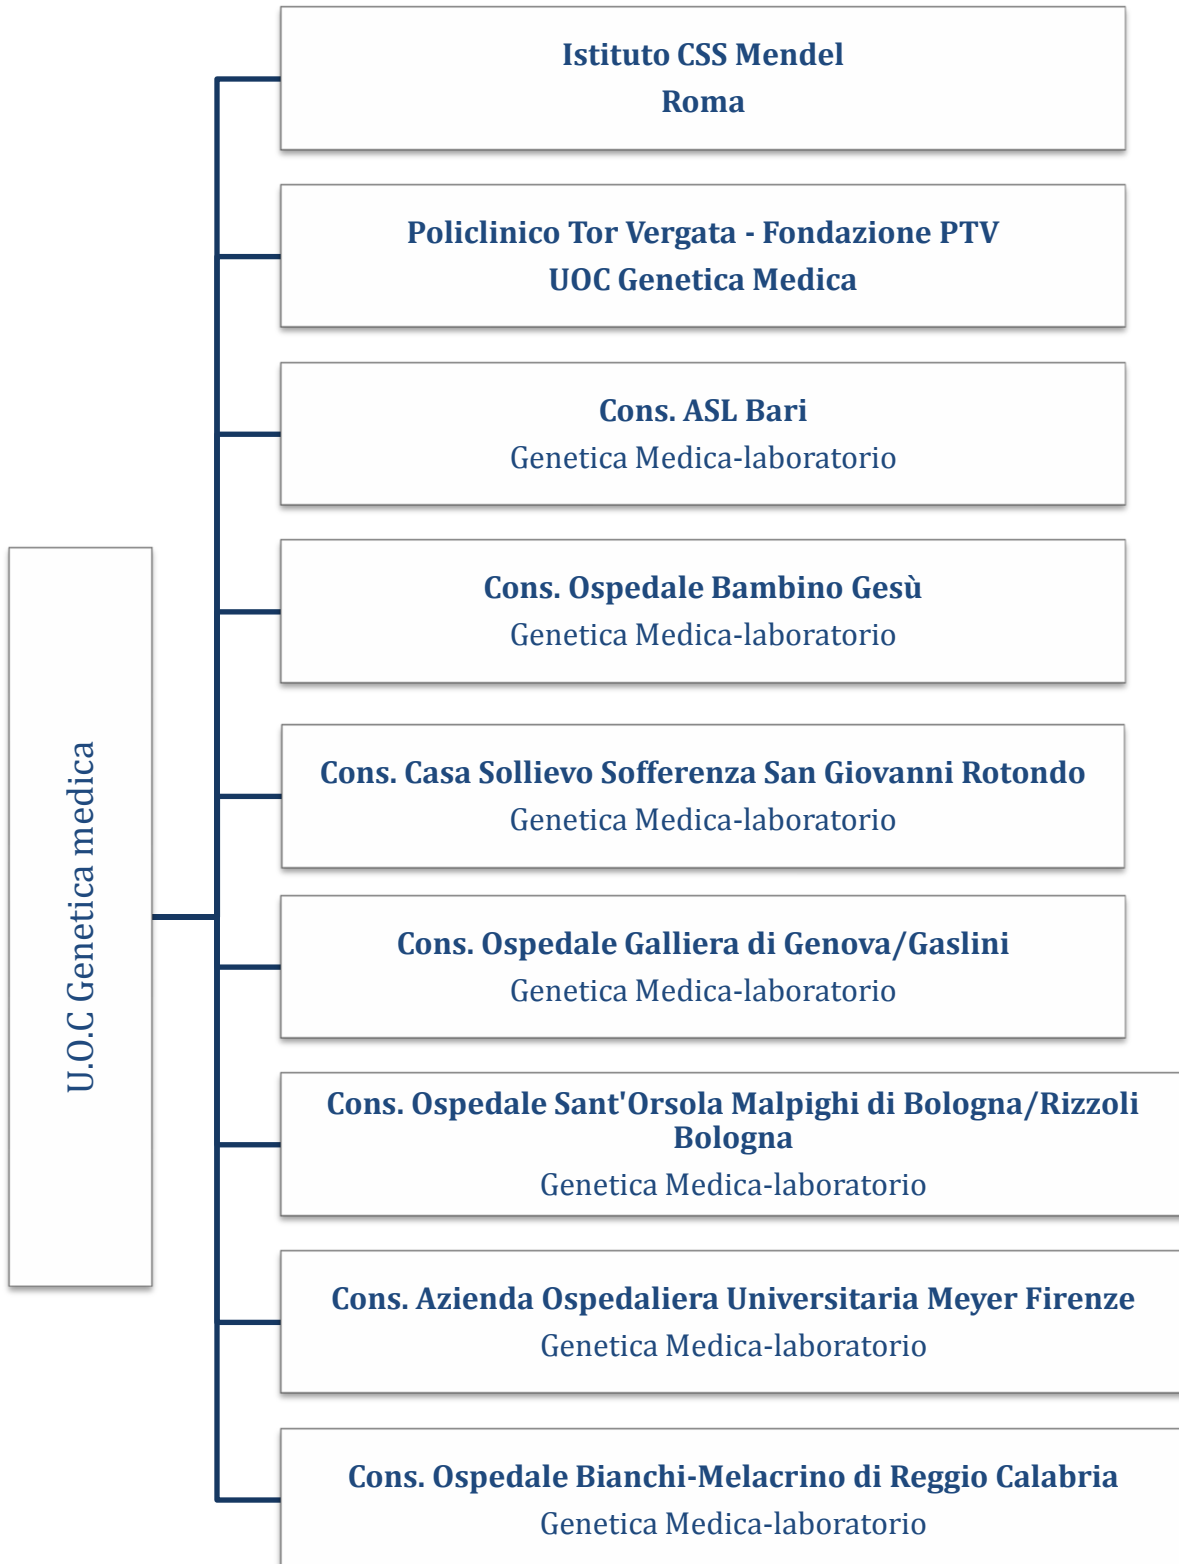 Istituto CSS Mendel
Roma
Policlinico Tor Vergata - Fondazione PTV
UOC Genetica Medica
Cons. ASL Bari
Genetica Medica-laboratorio
Cons. Ospedale Bambino Gesù
Genetica Medica-laboratorio
U.O.C Genetica medica
Cons. Casa Sollievo Sofferenza San Giovanni Rotondo
Genetica Medica-laboratorio
Cons. Ospedale Galliera di Genova/Gaslini
Genetica Medica-laboratorio
Cons. Ospedale Sant'Orsola Malpighi di Bologna/Rizzoli
Bologna
Genetica Medica-laboratorio
Cons. Azienda Ospedaliera Universitaria Meyer Firenze
Genetica Medica-laboratorio
Cons. Ospedale Bianchi-Melacrino di Reggio Calabria
Genetica Medica-laboratorio